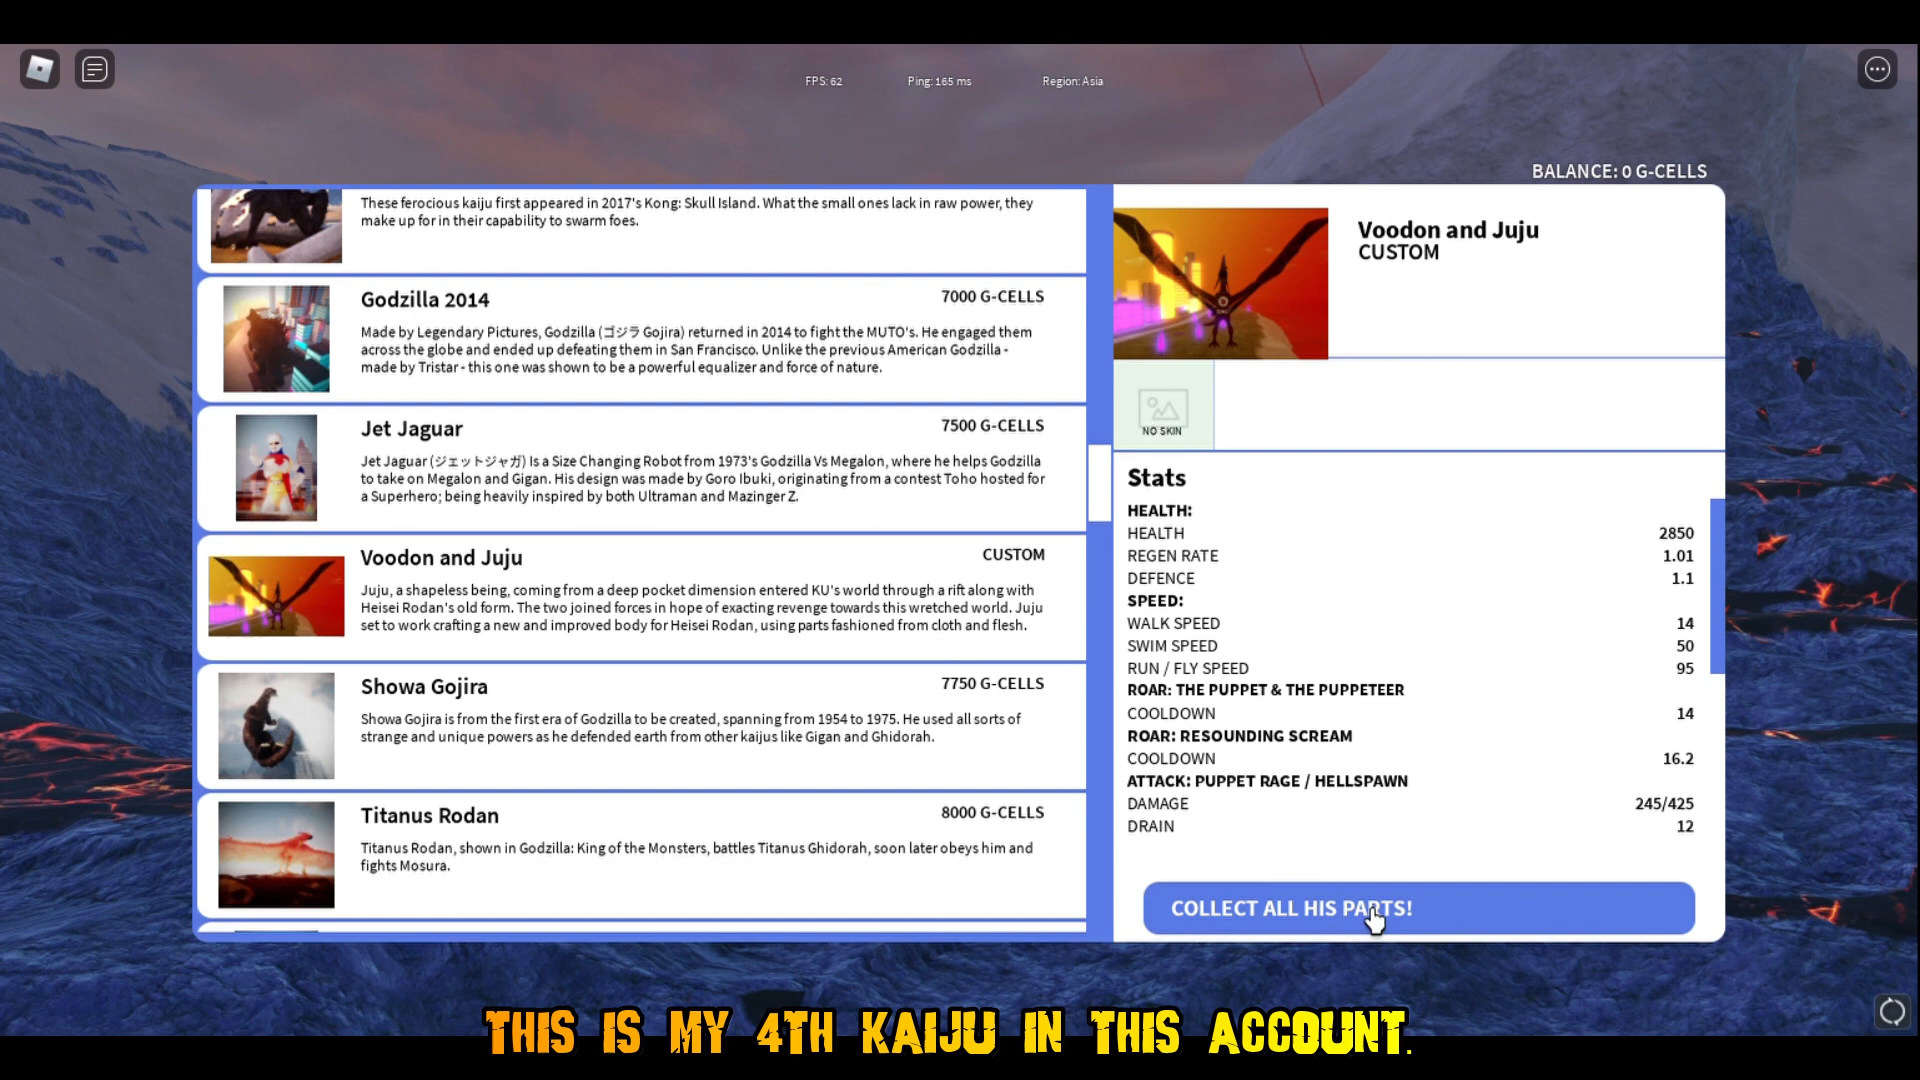 FPS: 62
Ping: 165 ms
Region: Asia
BALANCE: 0 G-CELLS
These ferocious kaiju first appeared in 2017's Kong: Skull Island. What the small ones lack in raw power, they
make up for in their capability to swarm foes.
Godzilla 2014
7000 G-CELLS
Made by Legendary Pictures, Godzilla (ゴジラ Gojira) returned in 2014 to fight the MUTO's. He engaged them
across the globe and ended up defeating them in San Francisco. Unlike the previous American Godzilla -
made by Tristar - this one was shown to be a powerful equalizer and force of nature.
Jet Jaguar
7500 G-CELLS
Jet Jaguar (ジェットジャガ) Is a Size Changing Robot from 1973's Godzilla Vs Megalon, where he helps Godzilla
to take on Megalon and Gigan. His design was made by Goro Ibuki, originating from a contest Toho hosted for
a Superhero; being heavily inspired by both Ultraman and Mazinger Z.
Voodon and Juju
CUSTOM
Juju, a shapeless being, coming from a deep pocket dimension entered KU's world through a rift along with
Heisei Rodan's old form. The two joined forces in hope of exacting revenge towards this wretched world. Juju
set to work crafting a new and improved body for Heisei Rodan, using parts fashioned from cloth and flesh.
Showa Gojira
7750 G-CELLS
Showa Gojira is from the first era of Godzilla to be created, spanning from 1954 to 1975. He used all sorts of
strange and unique powers as he defended earth from other kaijus like Gigan and Ghidorah.
Titanus Rodan
8000 G-CELLS
Titanus Rodan, shown in Godzilla: King of the Monsters, battles Titanus Ghidorah, soon later obeys him and
fights Mosura.
Voodon and Juju
CUSTOM
NO SKIN
Stats
HEALTH:
HEALTH 2850
REGEN RATE 1.01
DEFENCE 1.1
SPEED:
WALK SPEED 14
SWIM SPEED 50
RUN / FLY SPEED 95
ROAR: THE PUPPET & THE PUPPETEER
COOLDOWN 14
ROAR: RESOUNDING SCREAM
COOLDOWN 16.2
ATTACK: PUPPET RAGE / HELLSPAWN
DAMAGE 245/425
DRAIN 12
COLLECT ALL HIS PARTS!
THIS IS MY 4TH KAIJU IN THIS ACCOUNT.